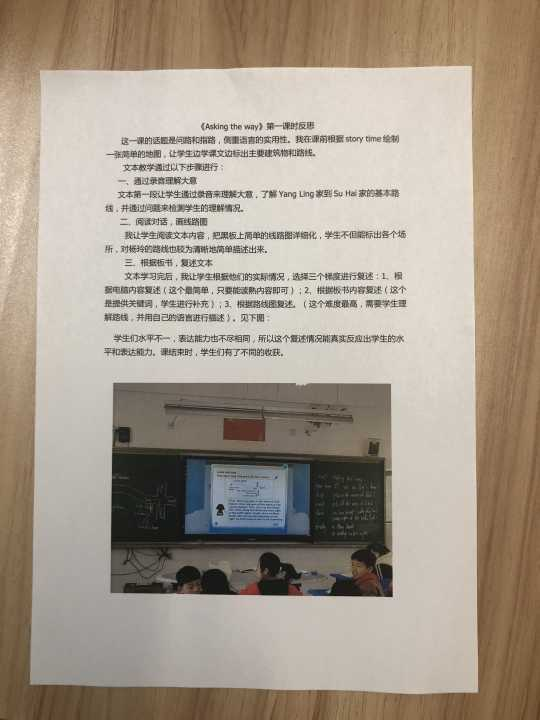 《Asking the way》第一课时反思
这一课的话题是问路和指路，侧重语言的实用性。我在课前根据 story time 绘制
一张简单的地图，让学生边学课文边标出主要建筑物和路线。
文本教学通过以下步骤进行：
一、通过录音理解大意
文本第一段让学生通过录音来理解大意，了解 Yang Ling 家到 Su Hai 家的基本路
线，并通过问题来检测学生的理解情况。
二、阅读对话，画线路图
我让学生阅读文本内容，把黑板上简单的线路图详细化，学生不但能标出各个场
所，对杨玲的路线也较为清晰地简单描述出来。
三、根据板书，复述文本
文本学习完后，我让学生根据他们的实际情况，选择三个梯度进行复述：1、根
据电脑内容复述（这个最简单，只要能读熟内容即可）；2、根据板书内容复述（这个
是提供关键词，学生进行补充）；3、根据路线图复述。（这个难度最高，需要学生理
解路线，并用自己的语言进行描述）。见下图：
学生们水平不一，表达能力也不尽相同，所以这个复述情况能真实反应出学生的水
平和表达能力。课结束时，学生们有了不同的收获。